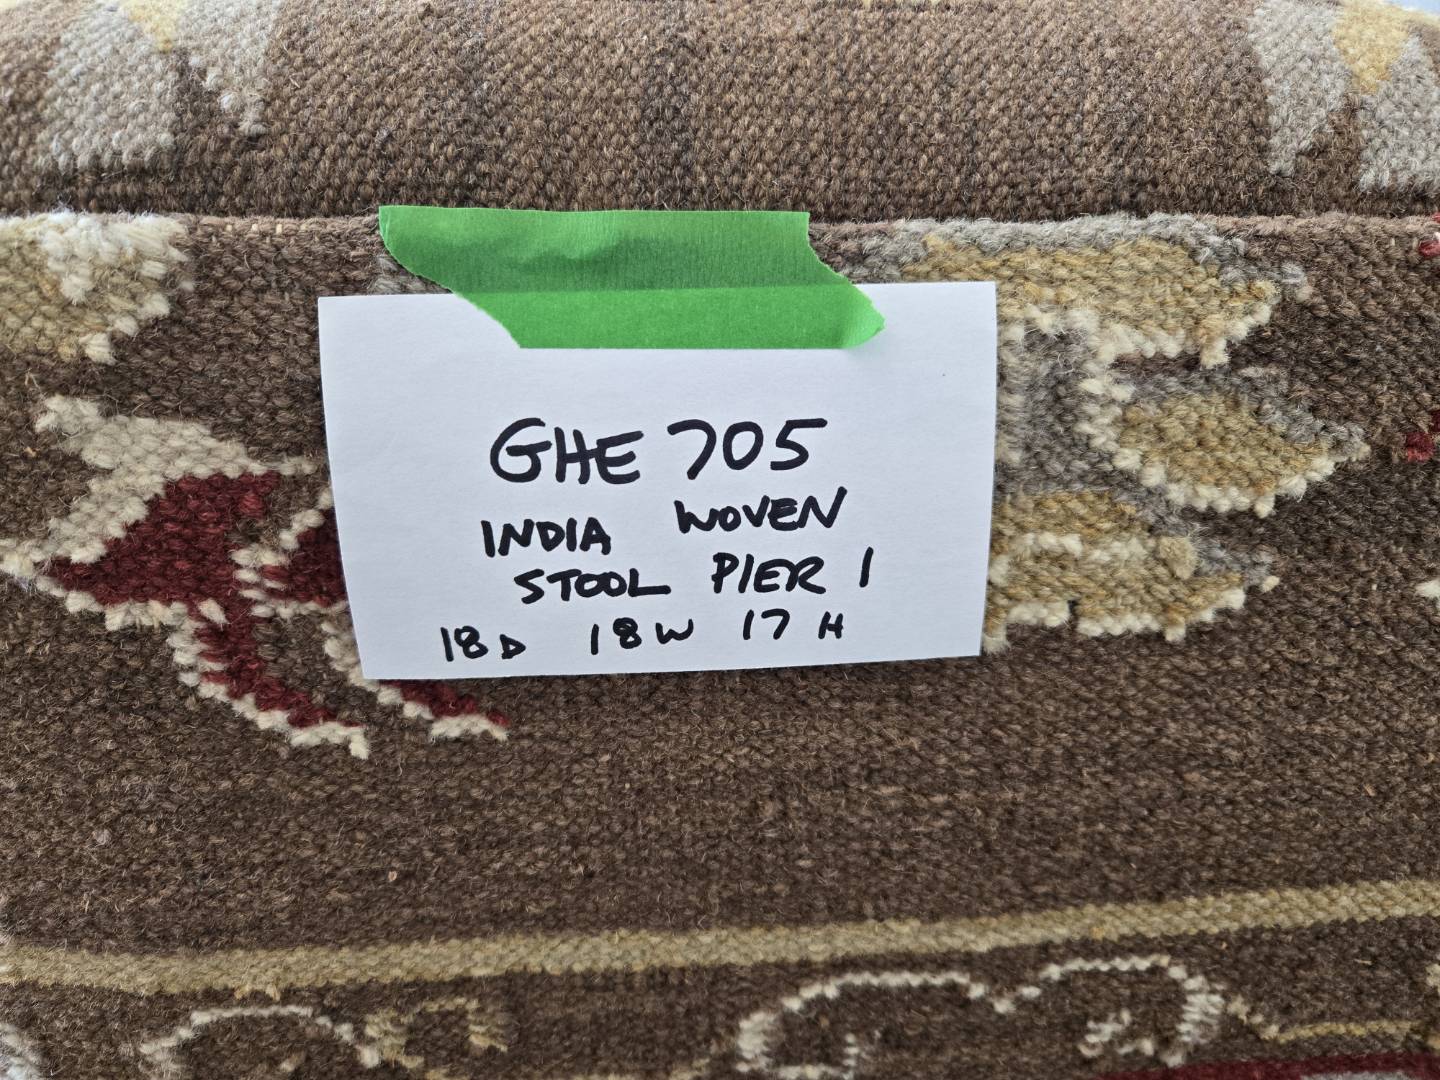 GHE 705
INDIA WOVEN
STOOL PIER 1
18D 18W 17H